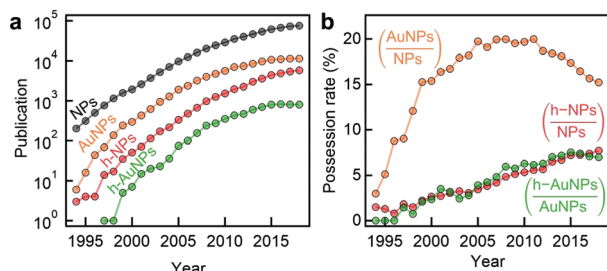 a
Publication
10^5
10^4
10^3
10^2
10^1
10^0
NPs
AuNPs
h-NPs
h-AuNPs
1995 2000 2005 2010 2015
Year
b
Possession rate (%)
20
15
10
5
0
(AuNPs
NPs)
(h-NPs
NPs)
(h-AuNPs
AuNPs)
1995 2000 2005 2010 2015
Year